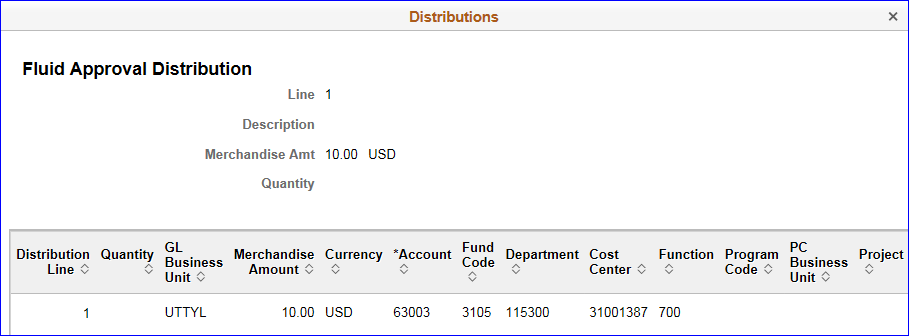 Distributions ×
Fluid Approval Distribution
Line 1
Description
Merchandise Amt 10.00 USD
Quantity
Distribution Line Quantity GL Business Unit Merchandise Amount Currency *Account Fund Code Department Cost Center Function Program Code PC Business Unit Project
1 UTTYL 10.00 USD 63003 3105 115300 31001387 700